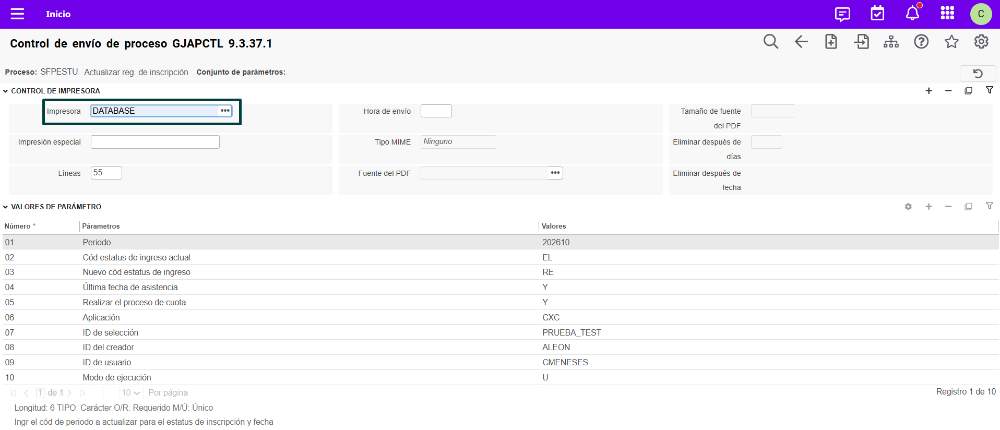 Inicio
C
Control de envío de proceso GJAPCTL 9.3.37.1
Proceso: SFPESTU Actualizar reg. de inscripción Conjunto de parámetros:
CONTROL DE IMPRESORA
Impresora DATABASE ••• Hora de envío Tamaño de fuente del PDF
Impresión especial Tipo MIME Ninguno Eliminar después de días
Líneas 55 Fuente del PDF ••• Eliminar después de fecha
VALORES DE PARÁMETRO
Número * Párametros Valores
01 Periodo 202610
02 Cód estatus de ingreso actual EL
03 Nuevo cód estatus de ingreso RE
04 Última fecha de asistencia Y
05 Realizar el proceso de cuota Y
06 Aplicación CXC
07 ID de selección PRUEBA_TEST
08 ID del creador ALEON
09 ID de usuario CMENESES
10 Modo de ejecución U
1 de 1 10 Por página Registro 1 de 10
Longitud: 6 TIPO: Carácter O/R: Requerido M/Ú: Único
Ingr el cód de periodo a actualizar para el estatus de inscripción y fecha